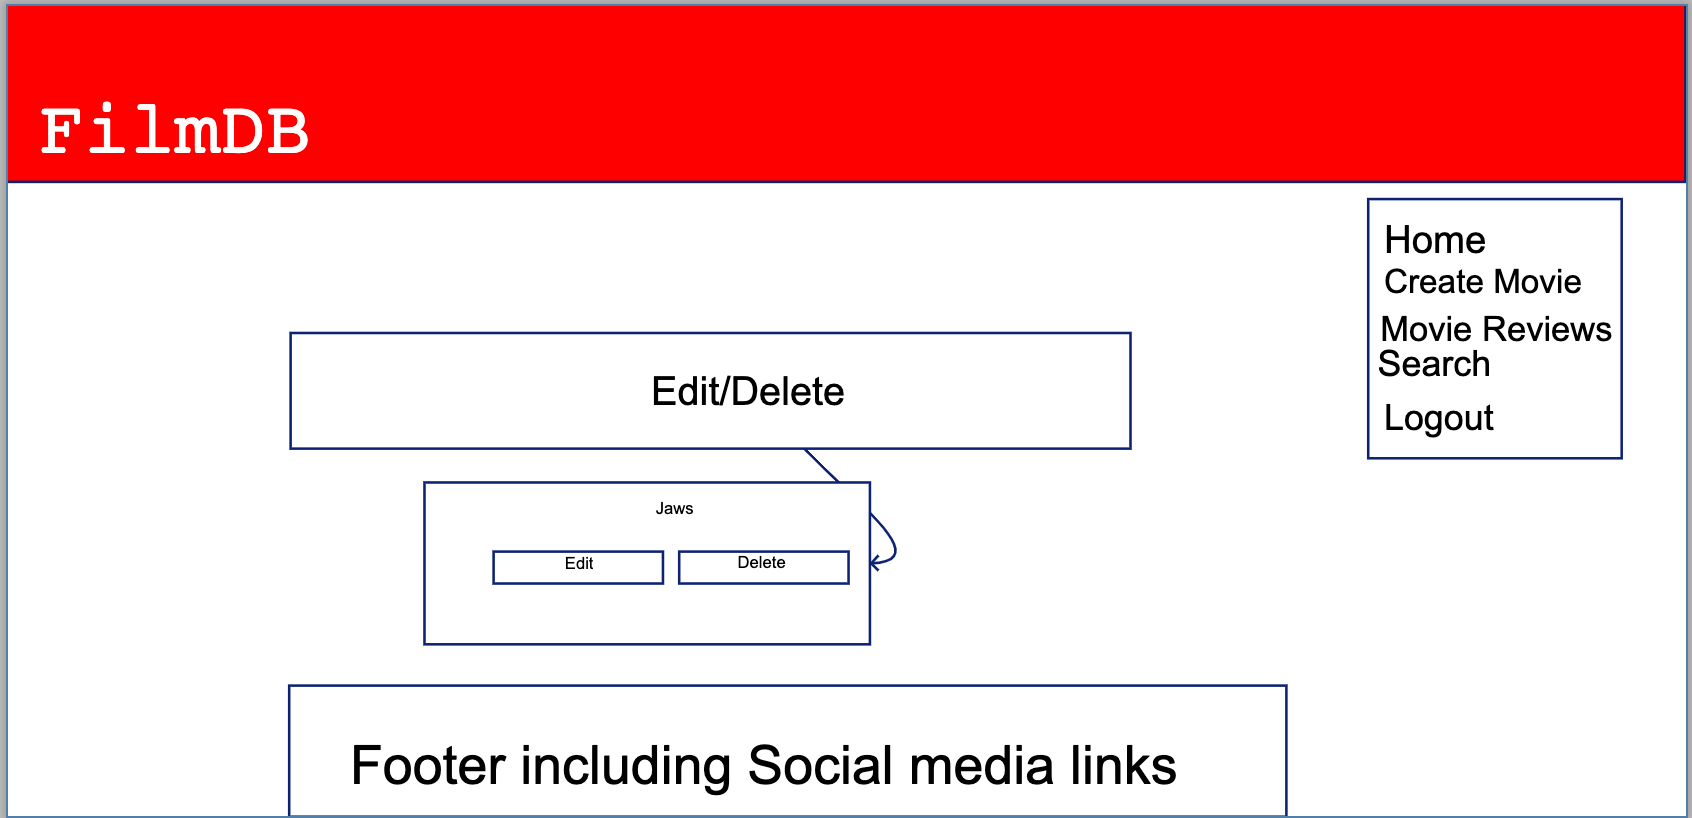 FilmDB
Home
Create Movie
Movie Reviews
Search
Logout
Edit/Delete
Jaws
Edit
Delete
Footer including Social media links